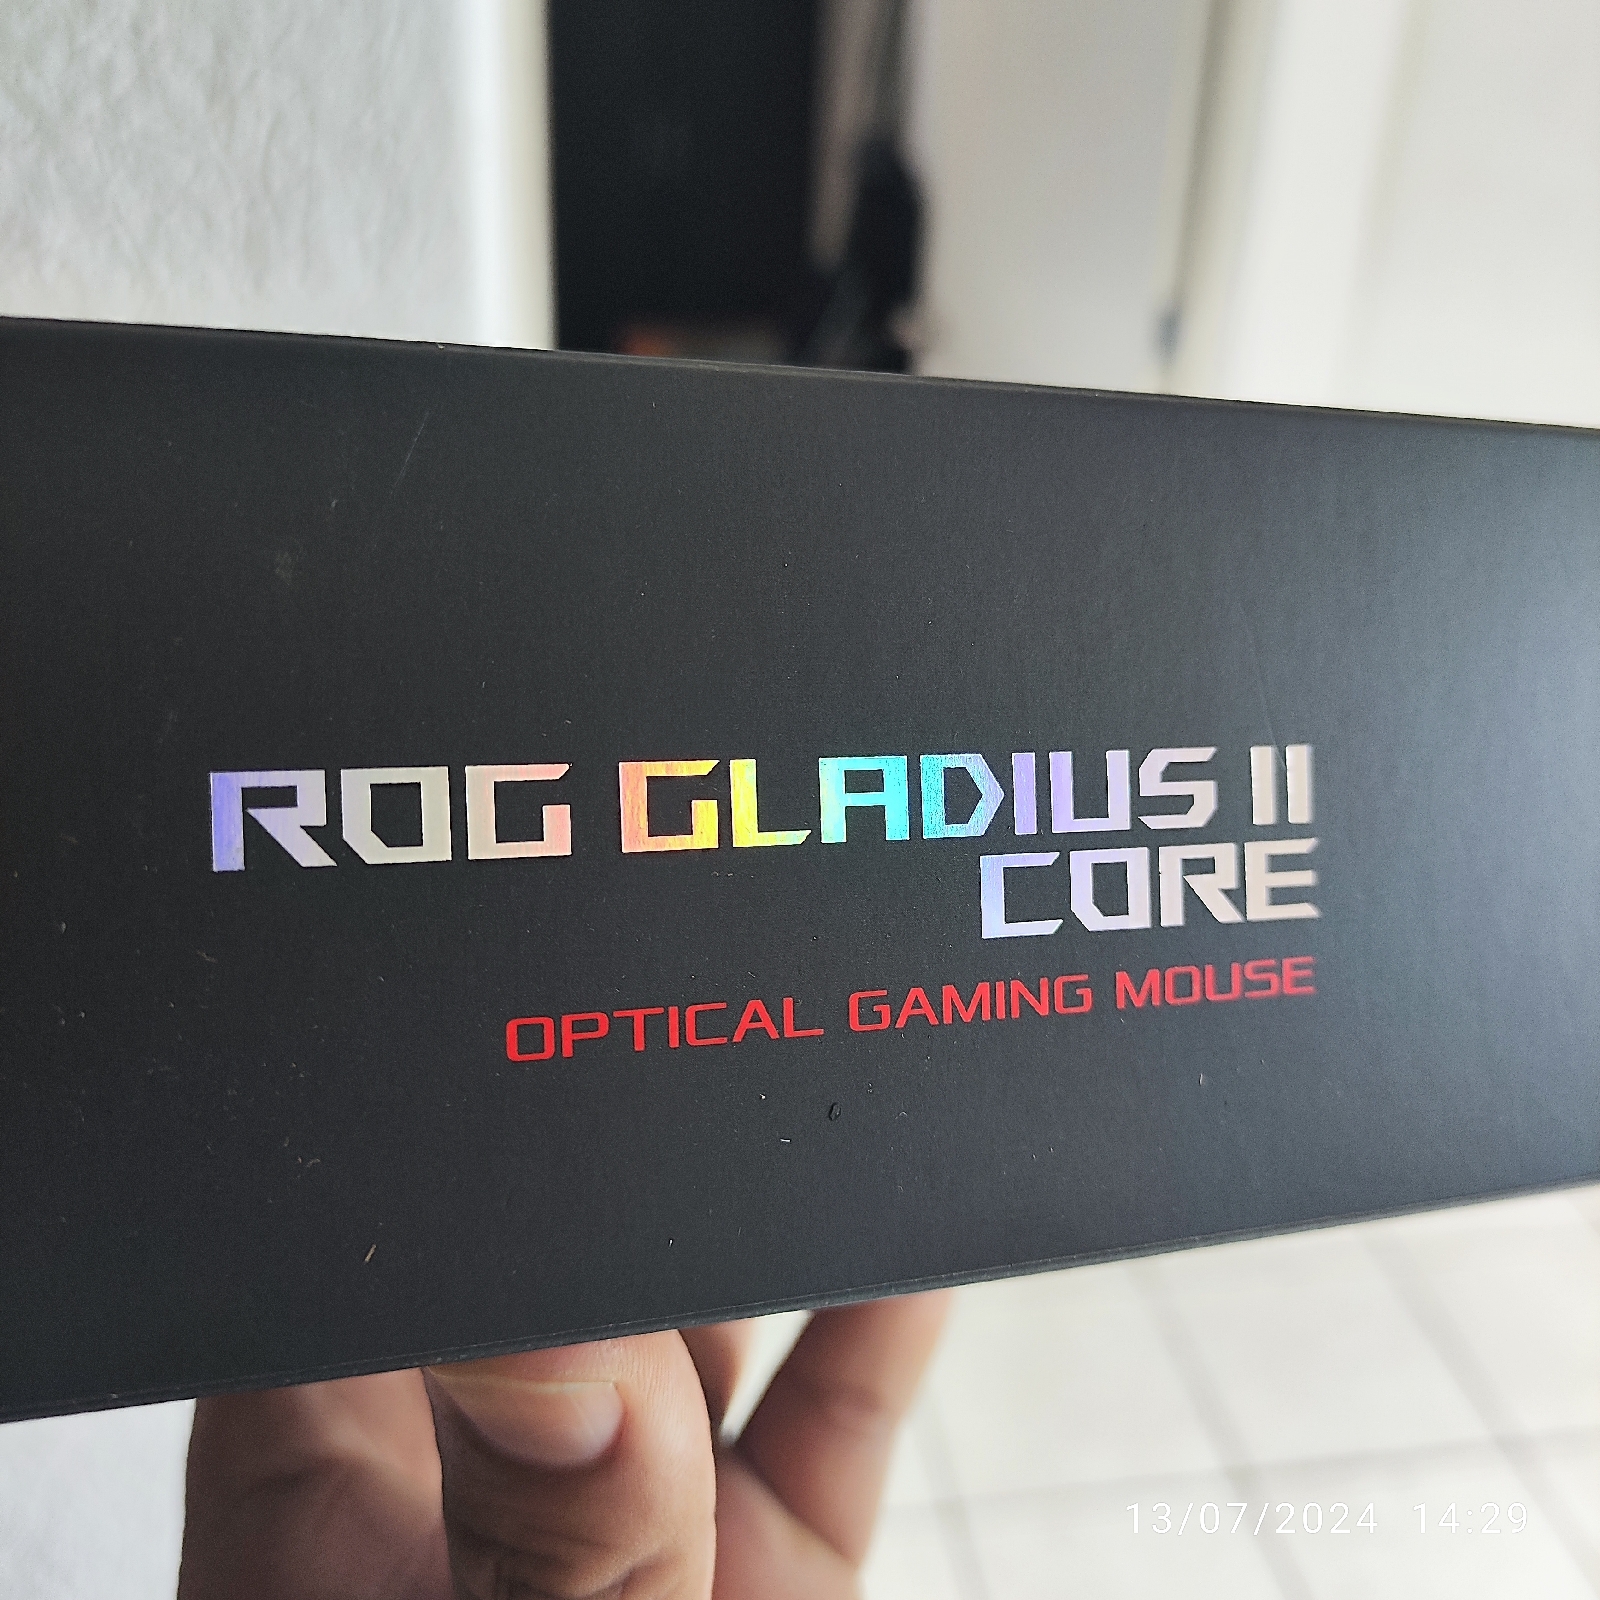 ROG GLADIUS II
CORE
OPTICAL GAMING MOUSE
13/07/2024 14:29